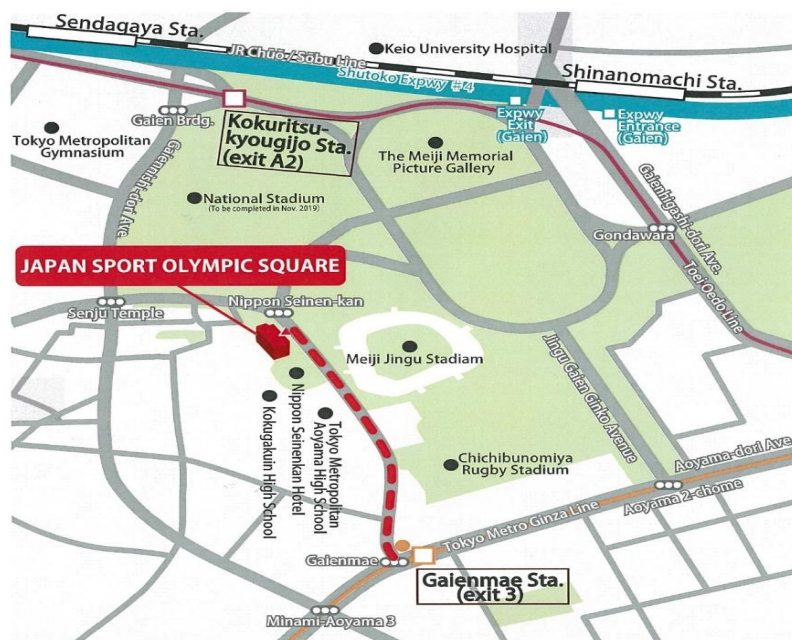 Sendagaya Sta.
JR Chūo / Sōbu Line
Keio University Hospital
Shutoko Expwy #4
Shinanomachi Sta.
Gaien Brdg.
Kokuritsu-
kyougijo Sta.
(exit A2)
Expwy
Exit
(Gaien)
Expwy
Entrance
(Gaien)
Tokyo Metropolitan
Gymnasium
Gaiennishi-dori Ave.
The Meiji Memorial
Picture Gallery
Gaienhigashi-dori Ave.
National Stadium
(To be completed in Nov. 2019)
Gondawara
Toei Oedo Line
JAPAN SPORT OLYMPIC SQUARE
Nippon Seinen-kan
Senju Temple
Meiji Jingu Stadiam
Jingu Gaien Ginko Avenue
Nippon Seinenkan Hotel
Kokugakuin High School
Tokyo Metropolitan
Aoyama High School
Chichibunomiya
Rugby Stadium
Aoyama-dori Ave.
Aoyama 2-chome
Tokyo Metro Ginza Line
Gaienmae
Gaienmae Sta.
(exit 3)
Minami-Aoyama 3